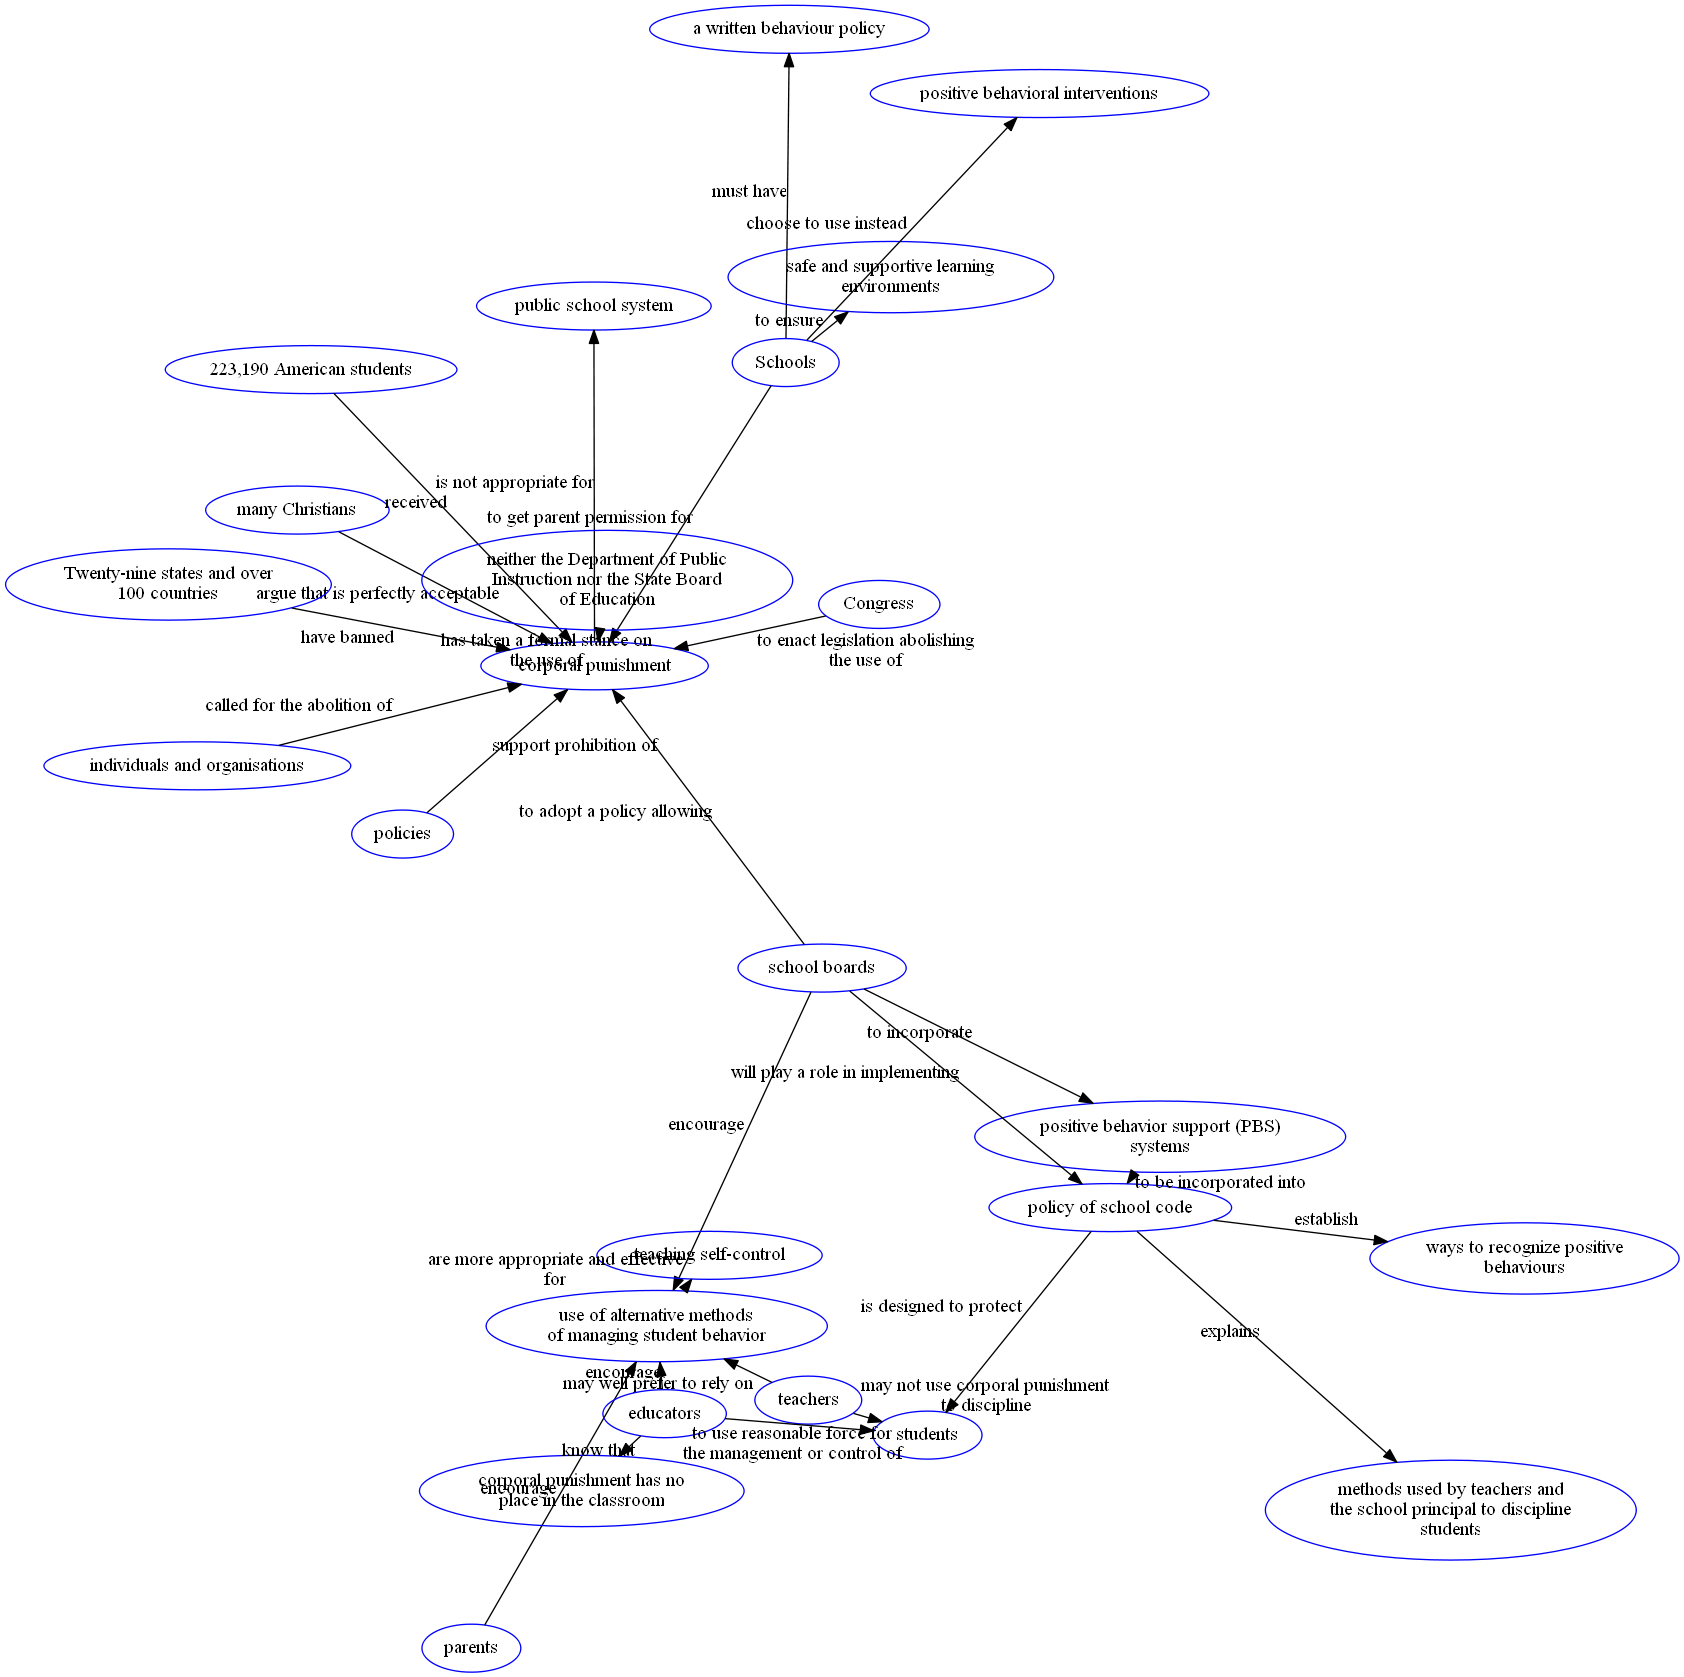 a written behaviour policy
positive behavioral interventions
must have
choose to use instead
safe and supportive learning
environments
public school system
to ensure
Schools
223,190 American students
is not appropriate for
received
many Christians
to get parent permission for
neither the Department of Public
Instruction nor the State Board
of Education
Twenty-nine states and over
100 countries
argue that is perfectly acceptable
Congress
have banned
has taken a formal stance on
the use of
to enact legislation abolishing
the use of
corporal punishment
called for the abolition of
support prohibition of
individuals and organisations
to adopt a policy allowing
policies
school boards
to incorporate
will play a role in implementing
encourage
positive behavior support (PBS)
systems
to be incorporated into
policy of school code
establish
ways to recognize positive
behaviours
teaching self-control
are more appropriate and effective
for
is designed to protect
use of alternative methods
of managing student behavior
explains
encourage
may well prefer to rely on
teachers
may not use corporal punishment
to discipline
educators
to use reasonable force for
the management or control of
students
know that
encourage
corporal punishment has no
place in the classroom
methods used by teachers and
the school principal to discipline
students
parents